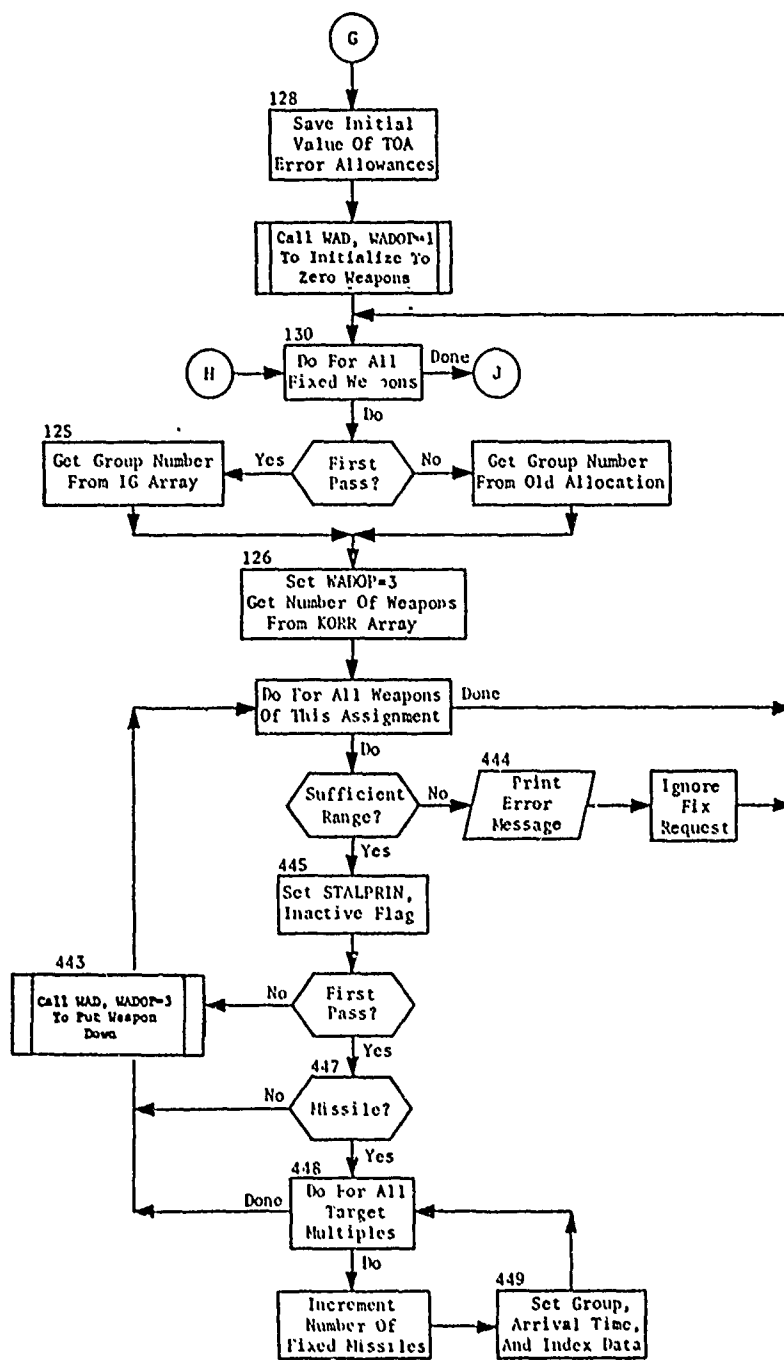 G
128
Save Initial
Value Of TOA
Error Allowances
Call WAD, WADOP=1
To Initialize To
Zero Weapons
130
H
Do For All
Fixed Weapons
Done
J
Do
125
Get Group Number
From IG Array
Yes
First
Pass?
No
Get Group Number
From Old Allocation
126
Set WADOP=3
Get Number Of Weapons
From KORR Array
Do For All Weapons
Of This Assignment
Done
Do
Sufficient
Range?
No
444
Print
Error
Message
Ignore
Fix
Request
Yes
445
Set STALPRIN,
Inactive Flag
443
Call WAD, WADOP=3
To Put Weapon
Down
No
First
Pass?
Yes
447
No
Missile?
Yes
448
Done
Do For All
Target
Multiples
Do
Increment
Number Of
Fixed Missiles
449
Set Group,
Arrival Time,
And Index Data